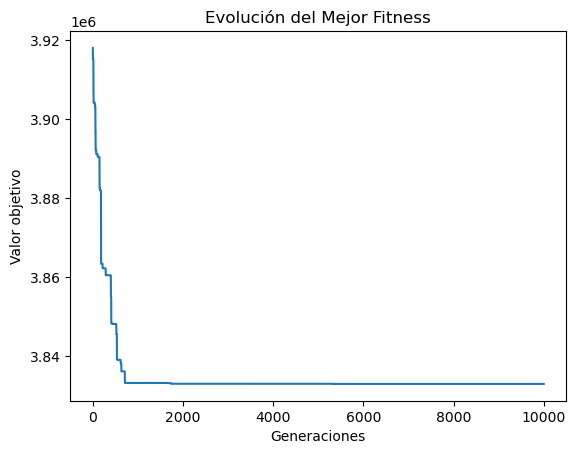 Evolución del Mejor Fitness
1e6
3.92
3.90
3.88
3.86
3.84
Valor objetivo
0 2000 4000 6000 8000 10000
Generaciones